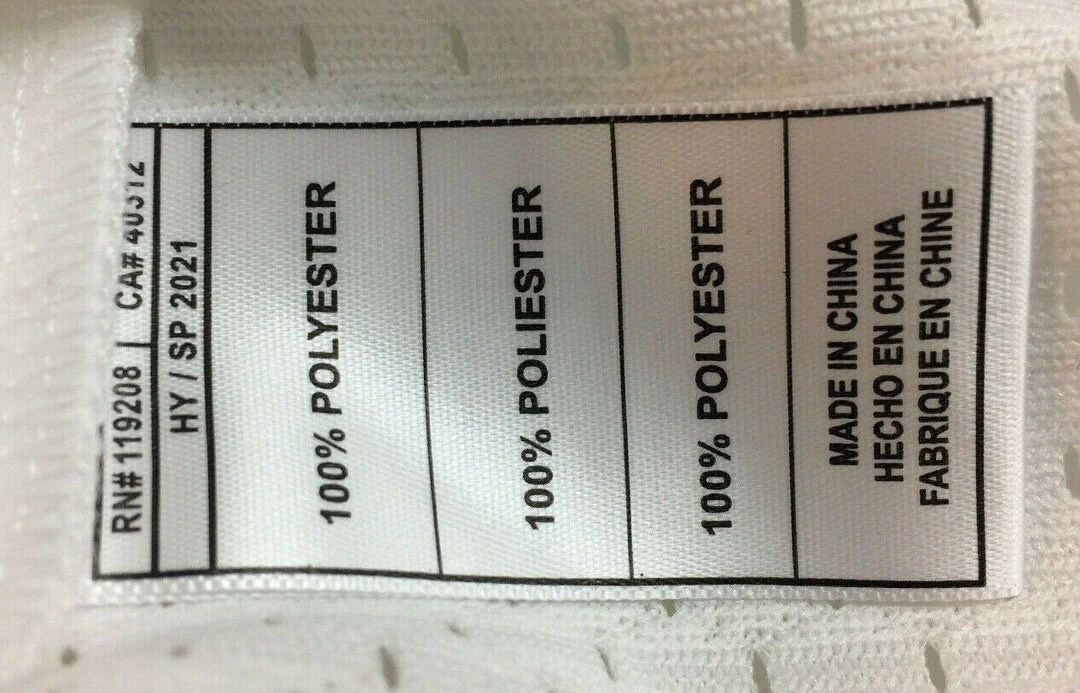 RN# 119208 | CA# 40312
HY / SP 2021
100% POLYESTER
100% POLIESTER
100% POLYESTER
MADE IN CHINA
HECHO EN CHINA
FABRIQUE EN CHINE